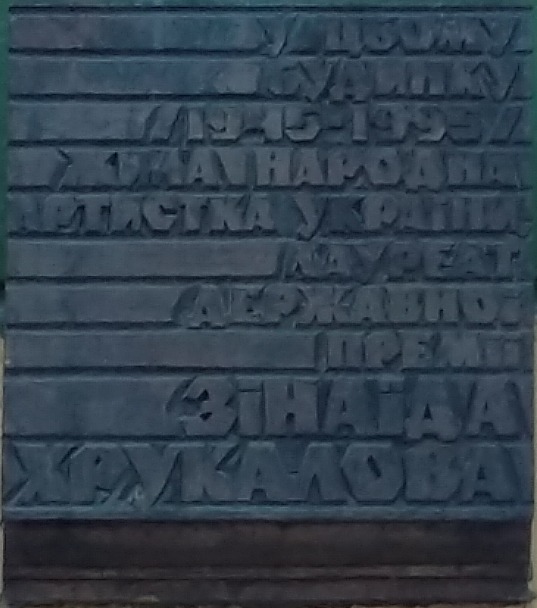 У ЦЬОМУ
БУДИНКУ
/1945-1995/
ЖИЛА НАРОДНА
АРТИСТКА УКРАЇНИ,
ЛАУРЕАТ
ДЕРЖАВНОЇ
ПРЕМІЇ
ЗІНАЇДА
ХРУКАЛОВА